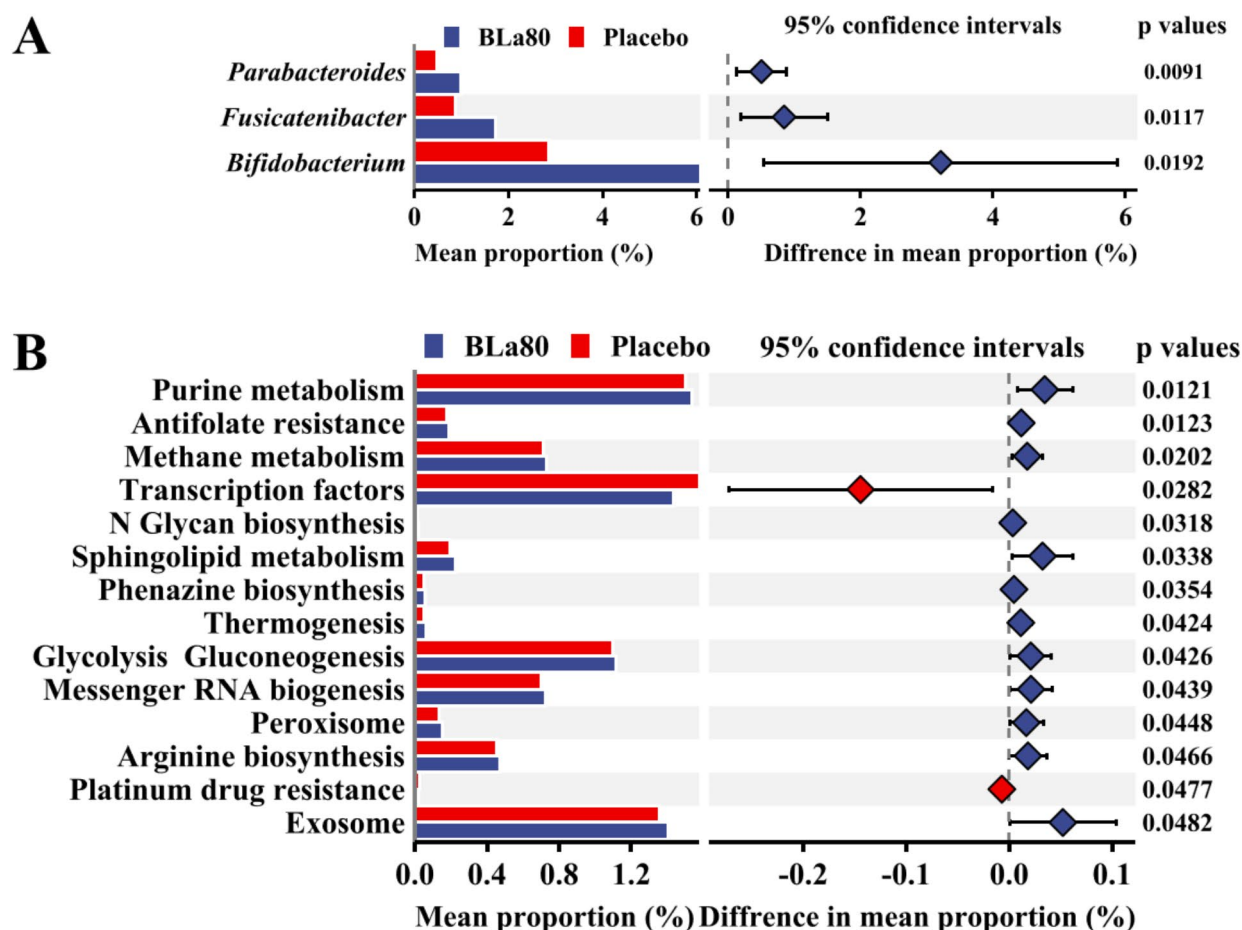 A
BLa80 Placebo 95% confidence intervals p values
Parabacteroides 0.0091
Fusicatenibacter 0.0117
Bifidobacterium 0.0192
0 2 4 6 0 2 4 6
Mean proportion (%) Diffrence in mean proportion (%)
B
BLa80 Placebo 95% confidence intervals p values
Purine metabolism 0.0121
Antifolate resistance 0.0123
Methane metabolism 0.0202
Transcription factors 0.0282
N Glycan biosynthesis 0.0318
Sphingolipid metabolism 0.0338
Phenazine biosynthesis 0.0354
Thermogenesis 0.0424
Glycolysis Gluconeogenesis 0.0426
Messenger RNA biogenesis 0.0439
Peroxisome 0.0448
Arginine biosynthesis 0.0466
Platinum drug resistance 0.0477
Exosome 0.0482
0.0 0.4 0.8 1.2 -0.2 -0.1 0.0 0.1
Mean proportion (%) Diffrence in mean proportion (%)